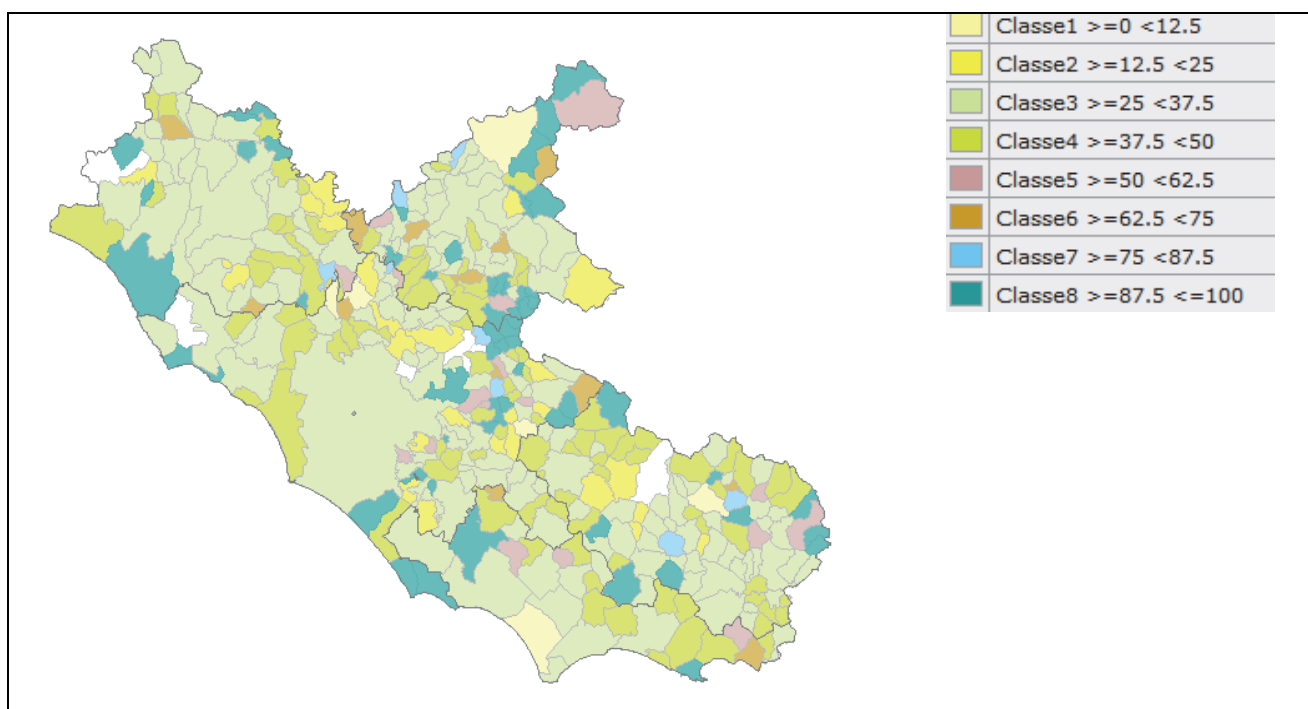 Classe1 >=0 <12.5
Classe2 >=12.5 <25
Classe3 >=25 <37.5
Classe4 >=37.5 <50
Classe5 >=50 <62.5
Classe6 >=62.5 <75
Classe7 >=75 <87.5
Classe8 >=87.5 <=100